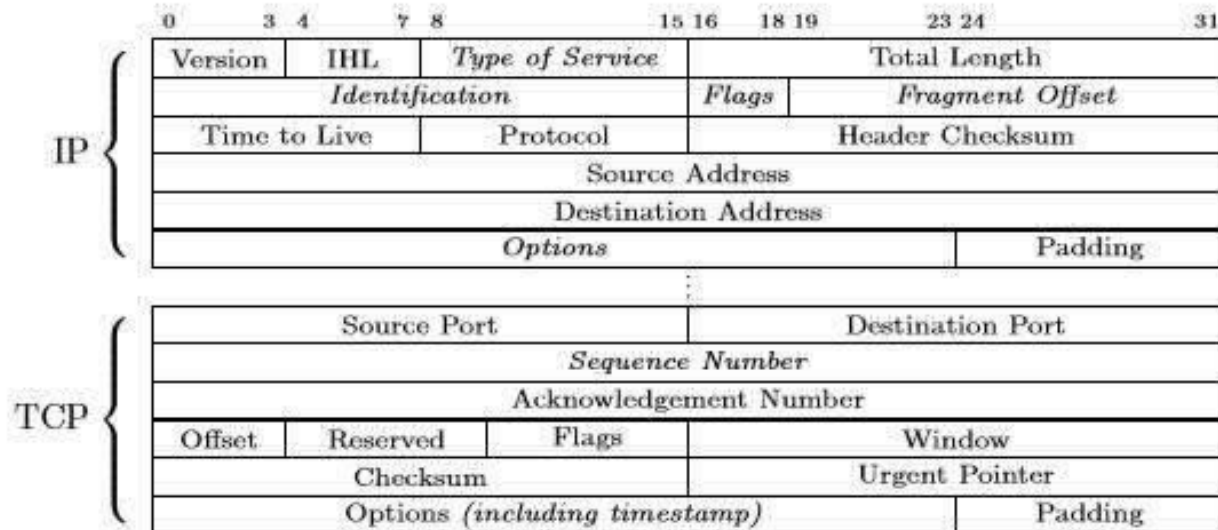 0 3 4 7 8 15 16 18 19 23 24 31
Version IHL Type of Service Total Length
Identification Flags Fragment Offset
IP Time to Live Protocol Header Checksum
Source Address
Destination Address
Options Padding
Source Port Destination Port
Sequence Number
TCP Acknowledgement Number
Offset Reserved Flags Window
Checksum Urgent Pointer
Options (including timestamp) Padding